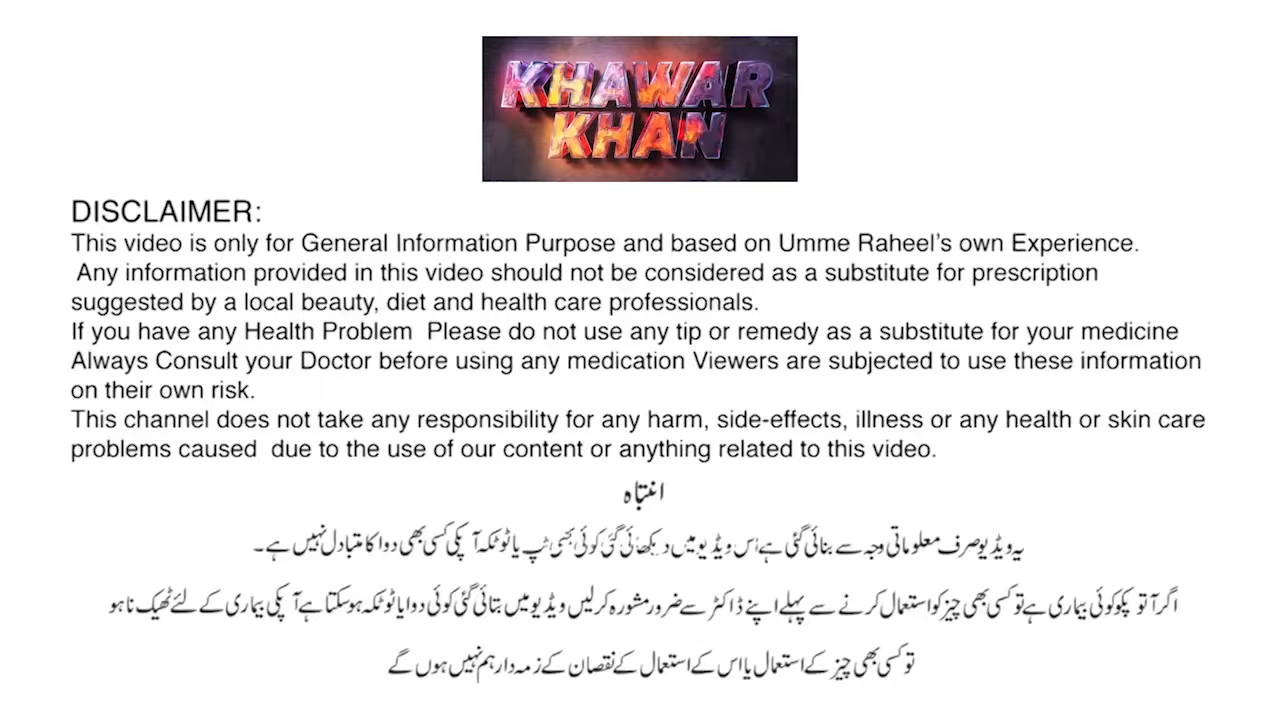 KHAWAR
KHAN
DISCLAIMER:
This video is only for General Information Purpose and based on Umme Raheel's own Experience.
Any information provided in this video should not be considered as a substitute for prescription
suggested by a local beauty, diet and health care professionals.
If you have any Health Problem  Please do not use any tip or remedy as a substitute for your medicine
Always Consult your Doctor before using any medication Viewers are subjected to use these information
on their own risk.
This channel does not take any responsibility for any harm, side-effects, illness or any health or skin care
problems caused  due to the use of our content or anything related to this video.
انتباہ
یہ ویڈیو صرف معلوماتی وجہ سے بنائی گئی ہے اس ویڈیو میں دیکھائی گئی کوئی بھی ٹپ یا ٹوٹکہ آپکی کسی بھی دوا کا متبادل نہیں ہے۔
اگر آتو پکو کوئی بیماری ہے تو کسی بھی چیز کو استعمال کرنے سے پہلے اپنے ڈاکٹر سے ضرور مشورہ کرلیں ویڈیو میں بتائی گئی کوئی دوا یا ٹوٹکہ ہوسکتا ہے آپکی بیماری کے لئے ٹھیک نا ہو
تو کسی بھی چیز کے استعمال یا اس کے استعمال کے نقصان کے زمہ دار ہم نہیں ہوں گے